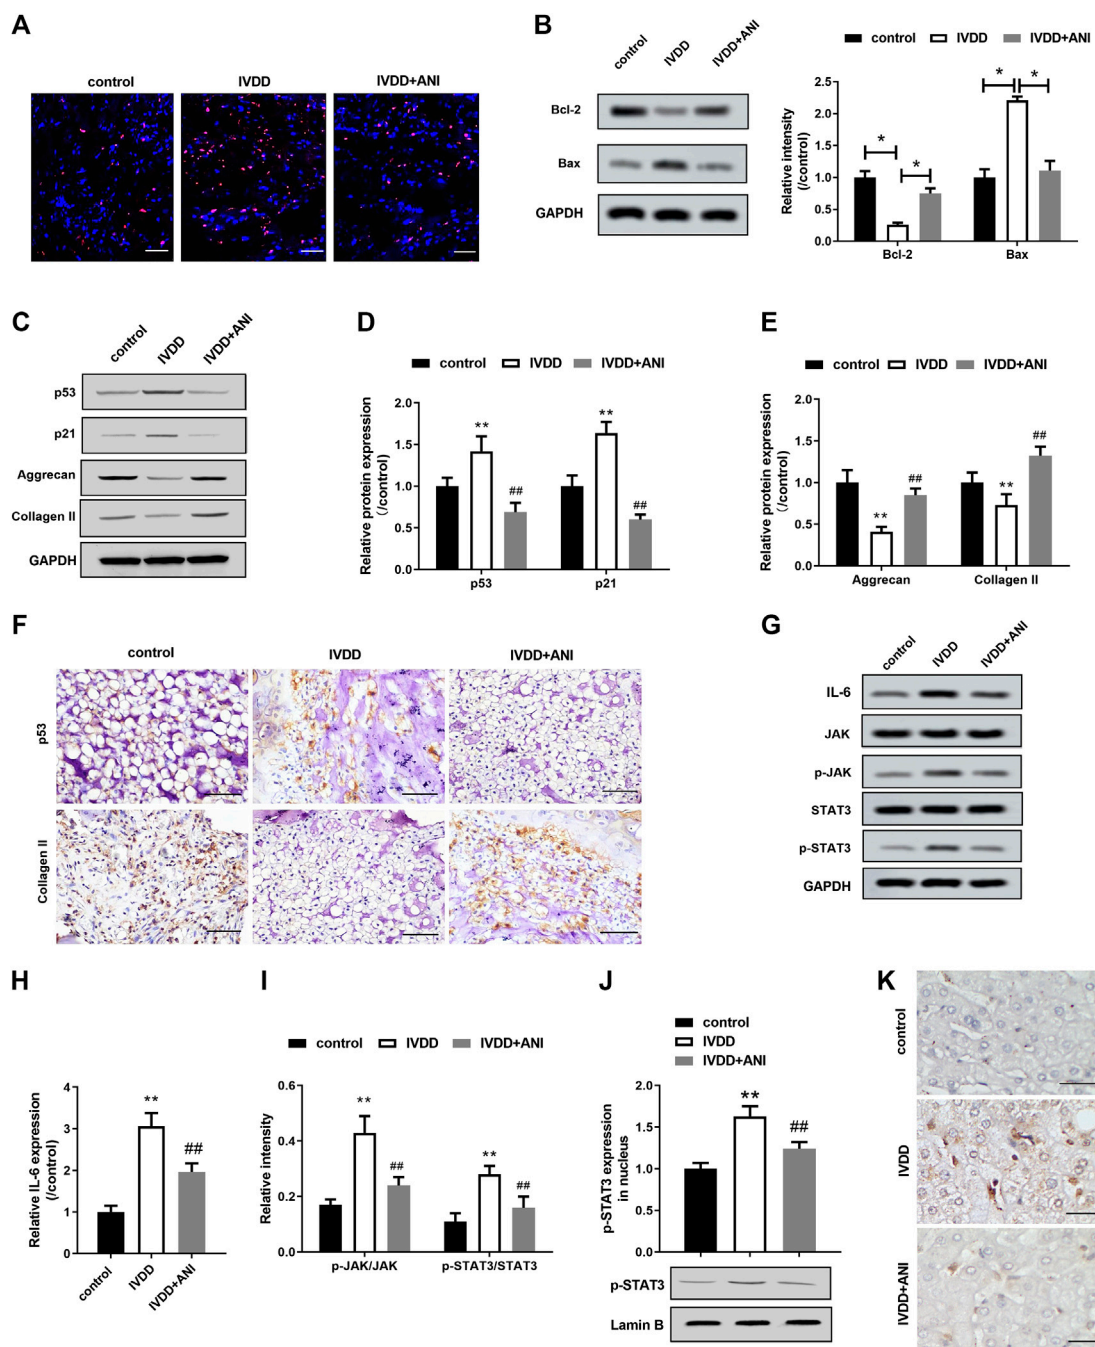 A
control IVDD IVDD+ANI
B
control IVDD IVDD+ANI
Bcl-2
Bax
GAPDH
control IVDD IVDD+ANI
Relative intensity
(/control)
2.5
2.0
1.5
1.0
0.5
0.0
* * * *
Bcl-2 Bax
C
control IVDD IVDD+ANI
p53
p21
Aggrecan
Collagen II
GAPDH
D
control IVDD IVDD+ANI
Relative protein expression
(/control)
2.0
1.5
1.0
0.5
0.0
** ## ** ##
p53 p21
E
control IVDD IVDD+ANI
Relative protein expression
(/control)
2.0
1.5
1.0
0.5
0.0
** ## ** ##
Aggrecan Collagen II
F
control IVDD IVDD+ANI
p53
Collagen II
G
control IVDD IVDD+ANI
IL-6
JAK
p-JAK
STAT3
p-STAT3
GAPDH
H
Relative IL-6 expression
(/control)
4
3
2
1
0
** ##
control IVDD IVDD+ANI
I
control IVDD IVDD+ANI
Relative intensity
0.6
0.4
0.2
0.0
** ## ** ##
p-JAK/JAK p-STAT3/STAT3
J
control
IVDD
IVDD+ANI
p-STAT3 expression
in nucleus
2.0
1.5
1.0
0.5
0.0
** ##
p-STAT3
Lamin B
K
control
IVDD
IVDD+ANI